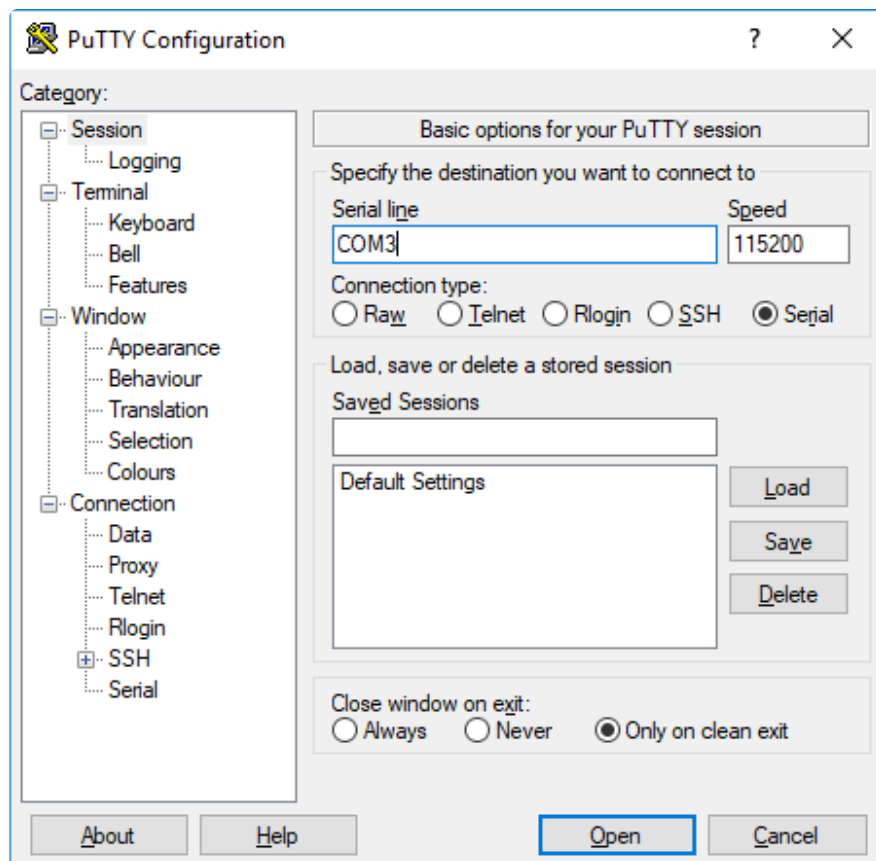 PuTTY Configuration
?
Category:
Session
Logging
Terminal
Keyboard
Bell
Features
Window
Appearance
Behaviour
Translation
Selection
Colours
Connection
Data
Proxy
Telnet
Rlogin
SSH
Serial
Basic options for your PuTTY session
Specify the destination you want to connect to
Serial line Speed
COM3 115200
Connection type:
Raw Telnet Rlogin SSH Serial
Load, save or delete a stored session
Saved Sessions
Default Settings
Load
Save
Delete
Close window on exit:
Always Never Only on clean exit
About Help Open Cancel